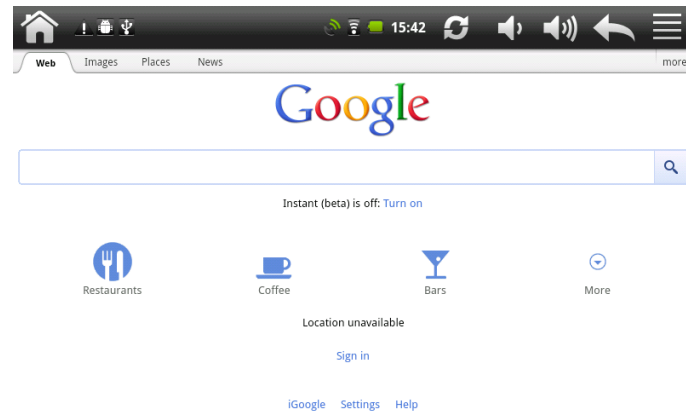 15:42
Web Images Places News more
Google
Instant (beta) is off: Turn on
Restaurants Coffee Bars More
Location unavailable
Sign in
iGoogle Settings Help